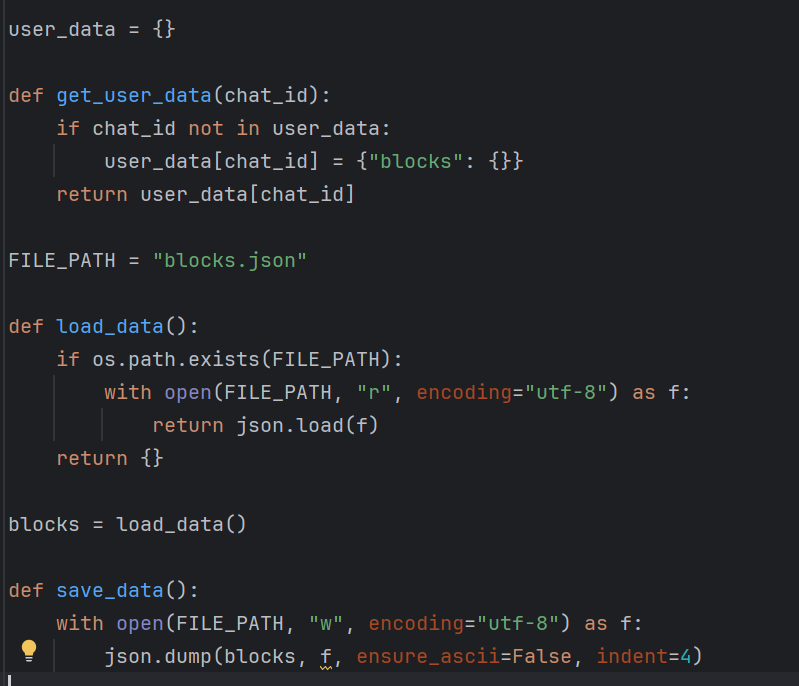 user_data = {}
def get_user_data(chat_id):
    if chat_id not in user_data:
        user_data[chat_id] = {"blocks": {}}
    return user_data[chat_id]
FILE_PATH = "blocks.json"
def load_data():
    if os.path.exists(FILE_PATH):
        with open(FILE_PATH, "r", encoding="utf-8") as f:
            return json.load(f)
    return {}
blocks = load_data()
def save_data():
    with open(FILE_PATH, "w", encoding="utf-8") as f:
        json.dump(blocks, f, ensure_ascii=False, indent=4)